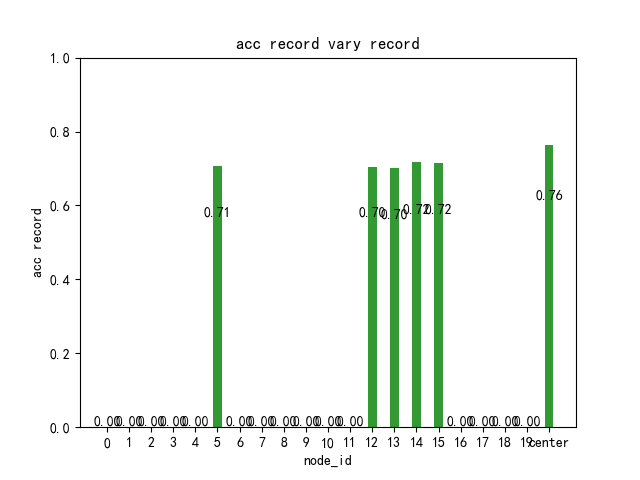 acc record vary record
acc record
1.0
0.8
0.6
0.4
0.2
0.0
0.00 0.00 0.00 0.00 0.00 0.71 0.00 0.00 0.00 0.00 0.00 0.00 0.70 0.70 0.72 0.72 0.00 0.00 0.00 0.00 0.76
0 1 2 3 4 5 6 7 8 9 10 11 12 13 14 15 16 17 18 19 center
node_id